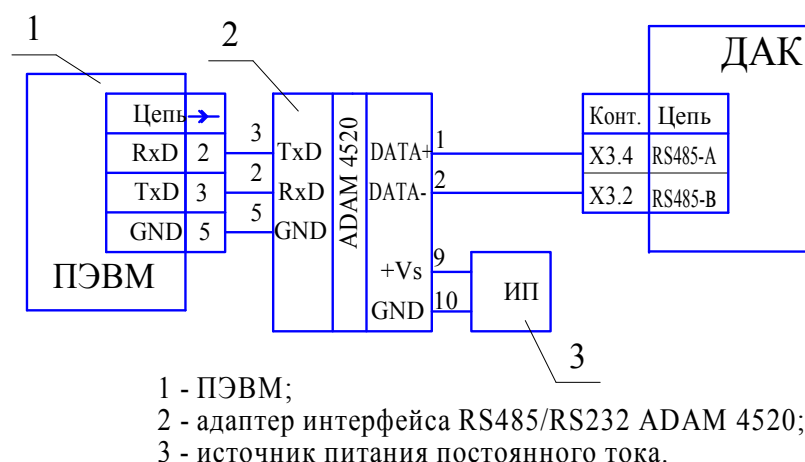 1
2
ДАК
Цепь
RxD 2
TxD 3
GND 5
ПЭВМ
3
2
5
TxD
RxD
GND
ADAM 4520
DATA+
DATA-
+Vs
GND
1
2
9
10
ИП
3
Конт. Цепь
X3.4 RS485-A
X3.2 RS485-B
1 - ПЭВМ;
2 - адаптер интерфейса RS485/RS232 ADAM 4520;
3 - источник питания постоянного тока.